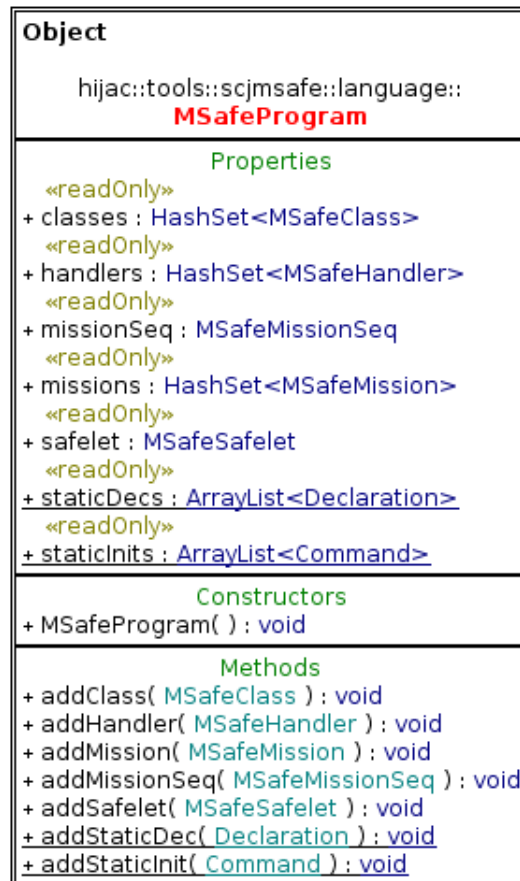 Object
hijac::tools::scjmsafe::language::
MSafeProgram
Properties
«readOnly»
+ classes : HashSet<MSafeClass>
«readOnly»
+ handlers : HashSet<MSafeHandler>
«readOnly»
+ missionSeq : MSafeMissionSeq
«readOnly»
+ missions : HashSet<MSafeMission>
«readOnly»
+ safelet : MSafeSafelet
«readOnly»
+ staticDecs : ArrayList<Declaration>
«readOnly»
+ staticInits : ArrayList<Command>
Constructors
+ MSafeProgram( ) : void
Methods
+ addClass( MSafeClass ) : void
+ addHandler( MSafeHandler ) : void
+ addMission( MSafeMission ) : void
+ addMissionSeq( MSafeMissionSeq ) : void
+ addSafelet( MSafeSafelet ) : void
+ addStaticDec( Declaration ) : void
+ addStaticInit( Command ) : void